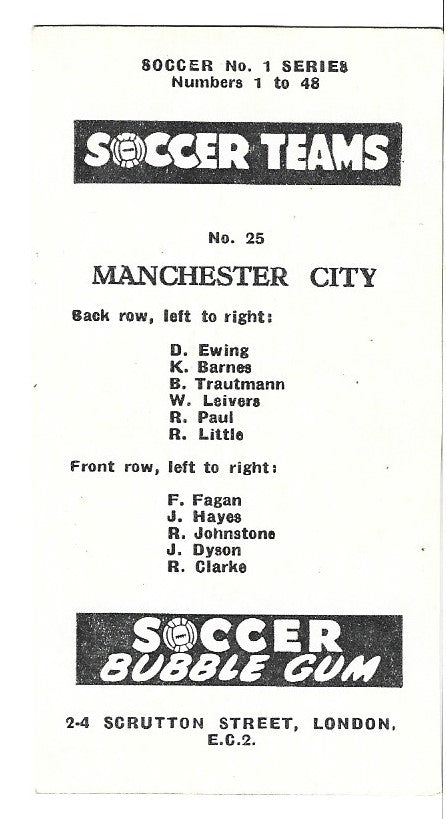 SOCCER No. 1 SERIES
Numbers 1 to 48
SOCCER TEAMS
No. 25
MANCHESTER CITY
Back row, left to right:
D. Ewing
K. Barnes
B. Trautmann
W. Leivers
R. Paul
R. Little
Front row, left to right:
F. Fagan
J. Hayes
R. Johnstone
J. Dyson
R. Clarke
SOCCER
BUBBLE GUM
2-4 SCRUTTON STREET, LONDON,
E.C.2.